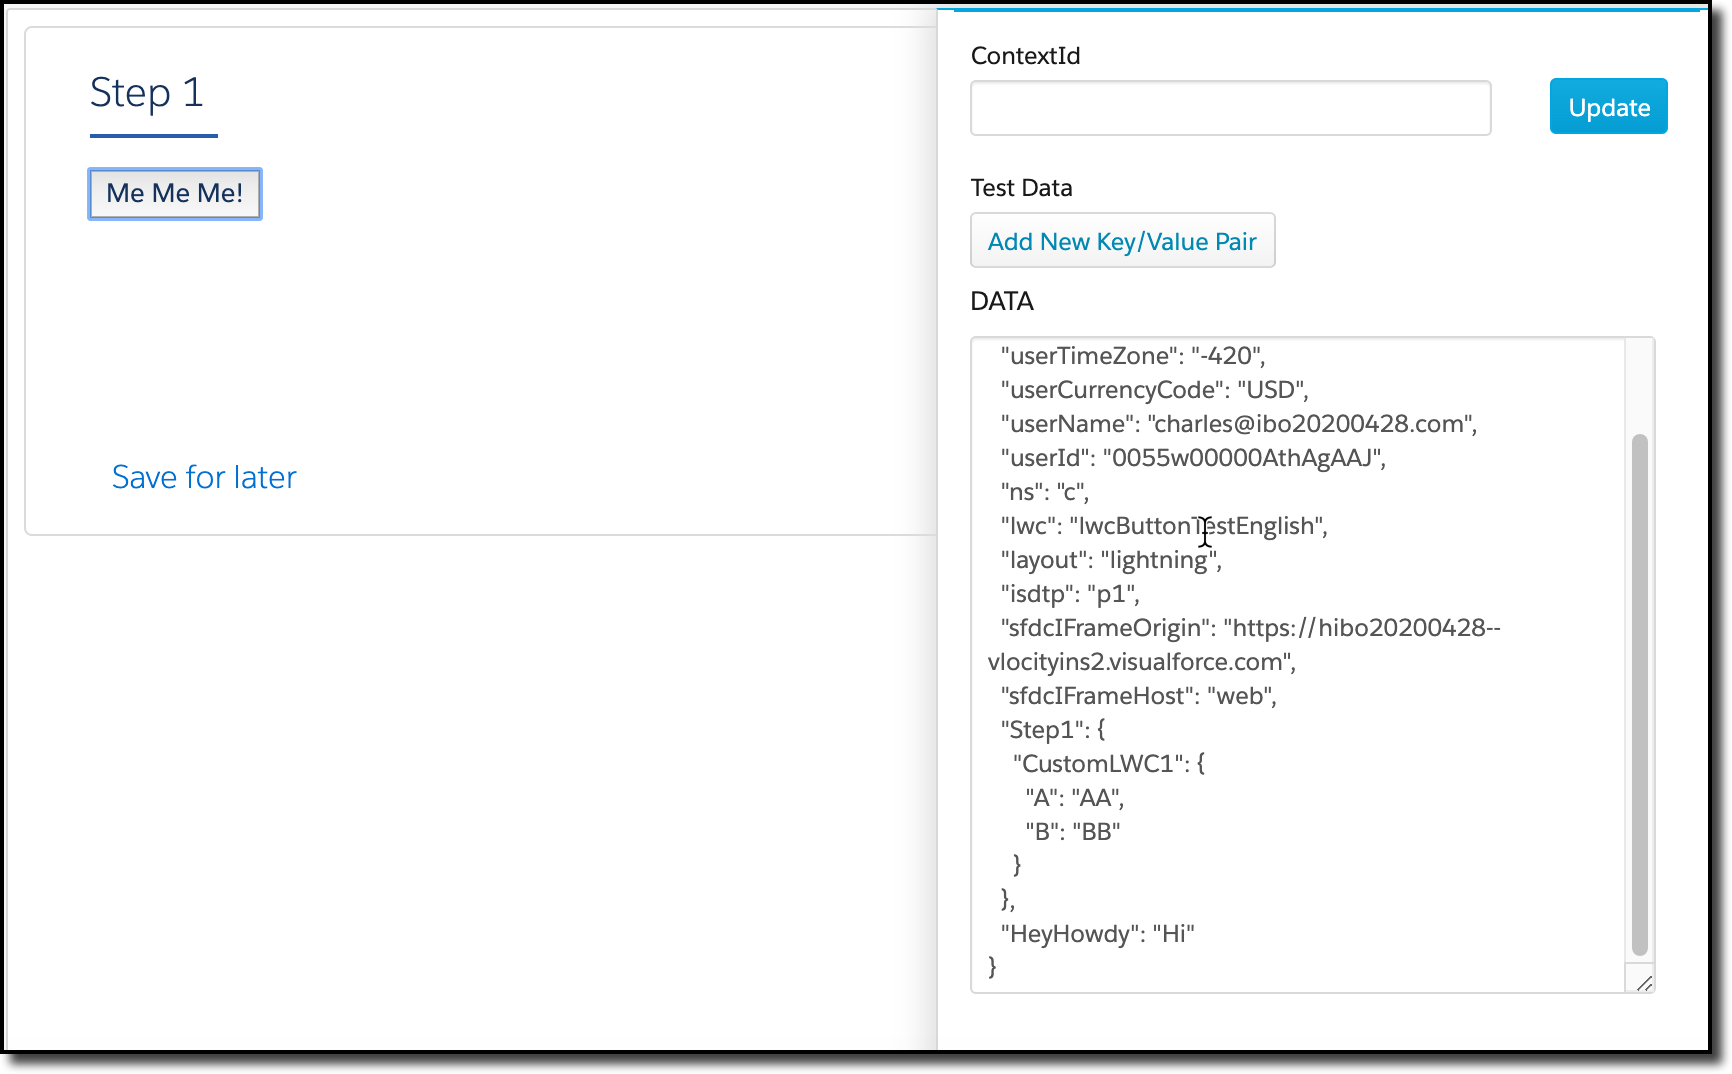 Step 1
Me Me Me!
Save for later
ContextId
Update
Test Data
Add New Key/Value Pair
DATA
"userTimeZone": "-420",
"userCurrencyCode": "USD",
"userName": "charles@ibo20200428.com",
"userId": "0055w00000AthAgAAJ",
"ns": "c",
"lwc": "lwcButtonTestEnglish",
"layout": "lightning",
"isdtp": "p1",
"sfdcIFrameOrigin": "https://hibo20200428--
vlocityins2.visualforce.com",
"sfdcIFrameHost": "web",
"Step1": {
"CustomLWC1": {
"A": "AA",
"B": "BB"
}
},
"HeyHowdy": "Hi"
}